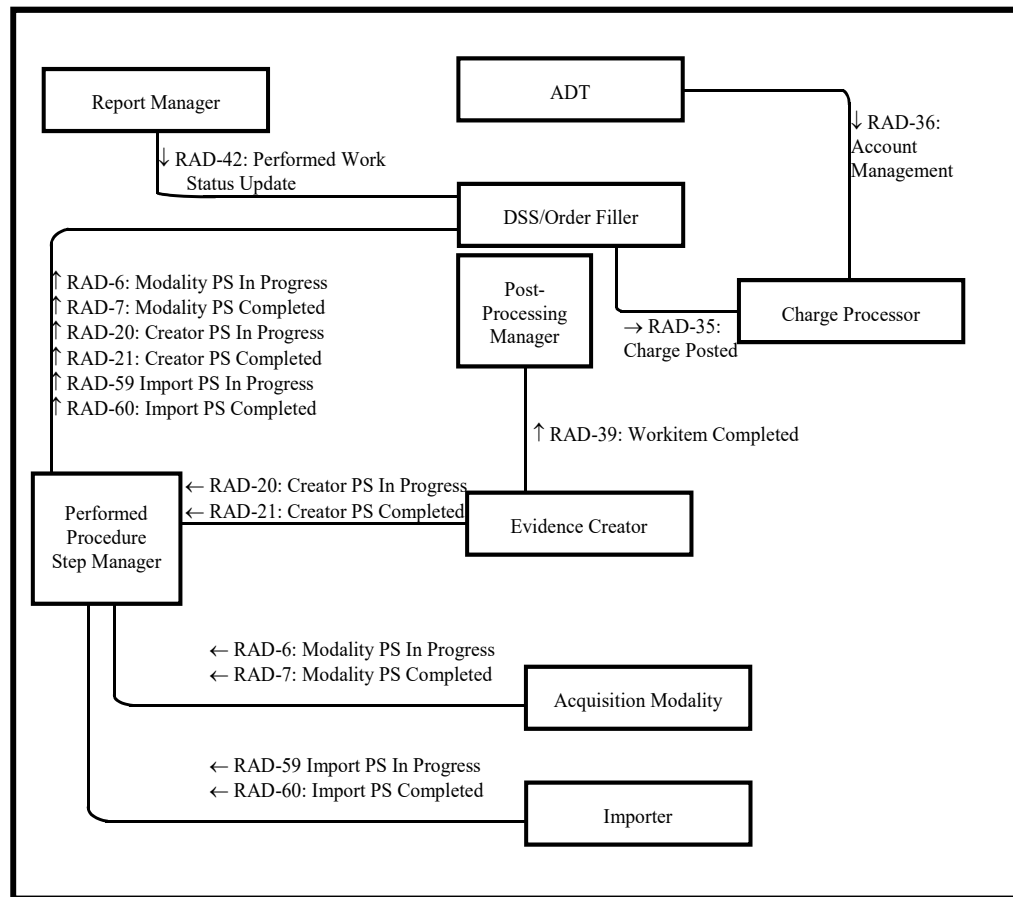 ADT
Report Manager
↓ RAD-36:
Account
Management
↓ RAD-42: Performed Work
Status Update
DSS/Order Filler
↑ RAD-6: Modality PS In Progress
↑ RAD-7: Modality PS Completed
↑ RAD-20: Creator PS In Progress
↑ RAD-21: Creator PS Completed
↑ RAD-59 Import PS In Progress
↑ RAD-60: Import PS Completed
Post-
Processing
Manager
→ RAD-35:
Charge Posted
Charge Processor
↑ RAD-39: Workitem Completed
← RAD-20: Creator PS In Progress
← RAD-21: Creator PS Completed
Performed
Procedure
Step Manager
Evidence Creator
← RAD-6: Modality PS In Progress
← RAD-7: Modality PS Completed
Acquisition Modality
← RAD-59 Import PS In Progress
← RAD-60: Import PS Completed
Importer